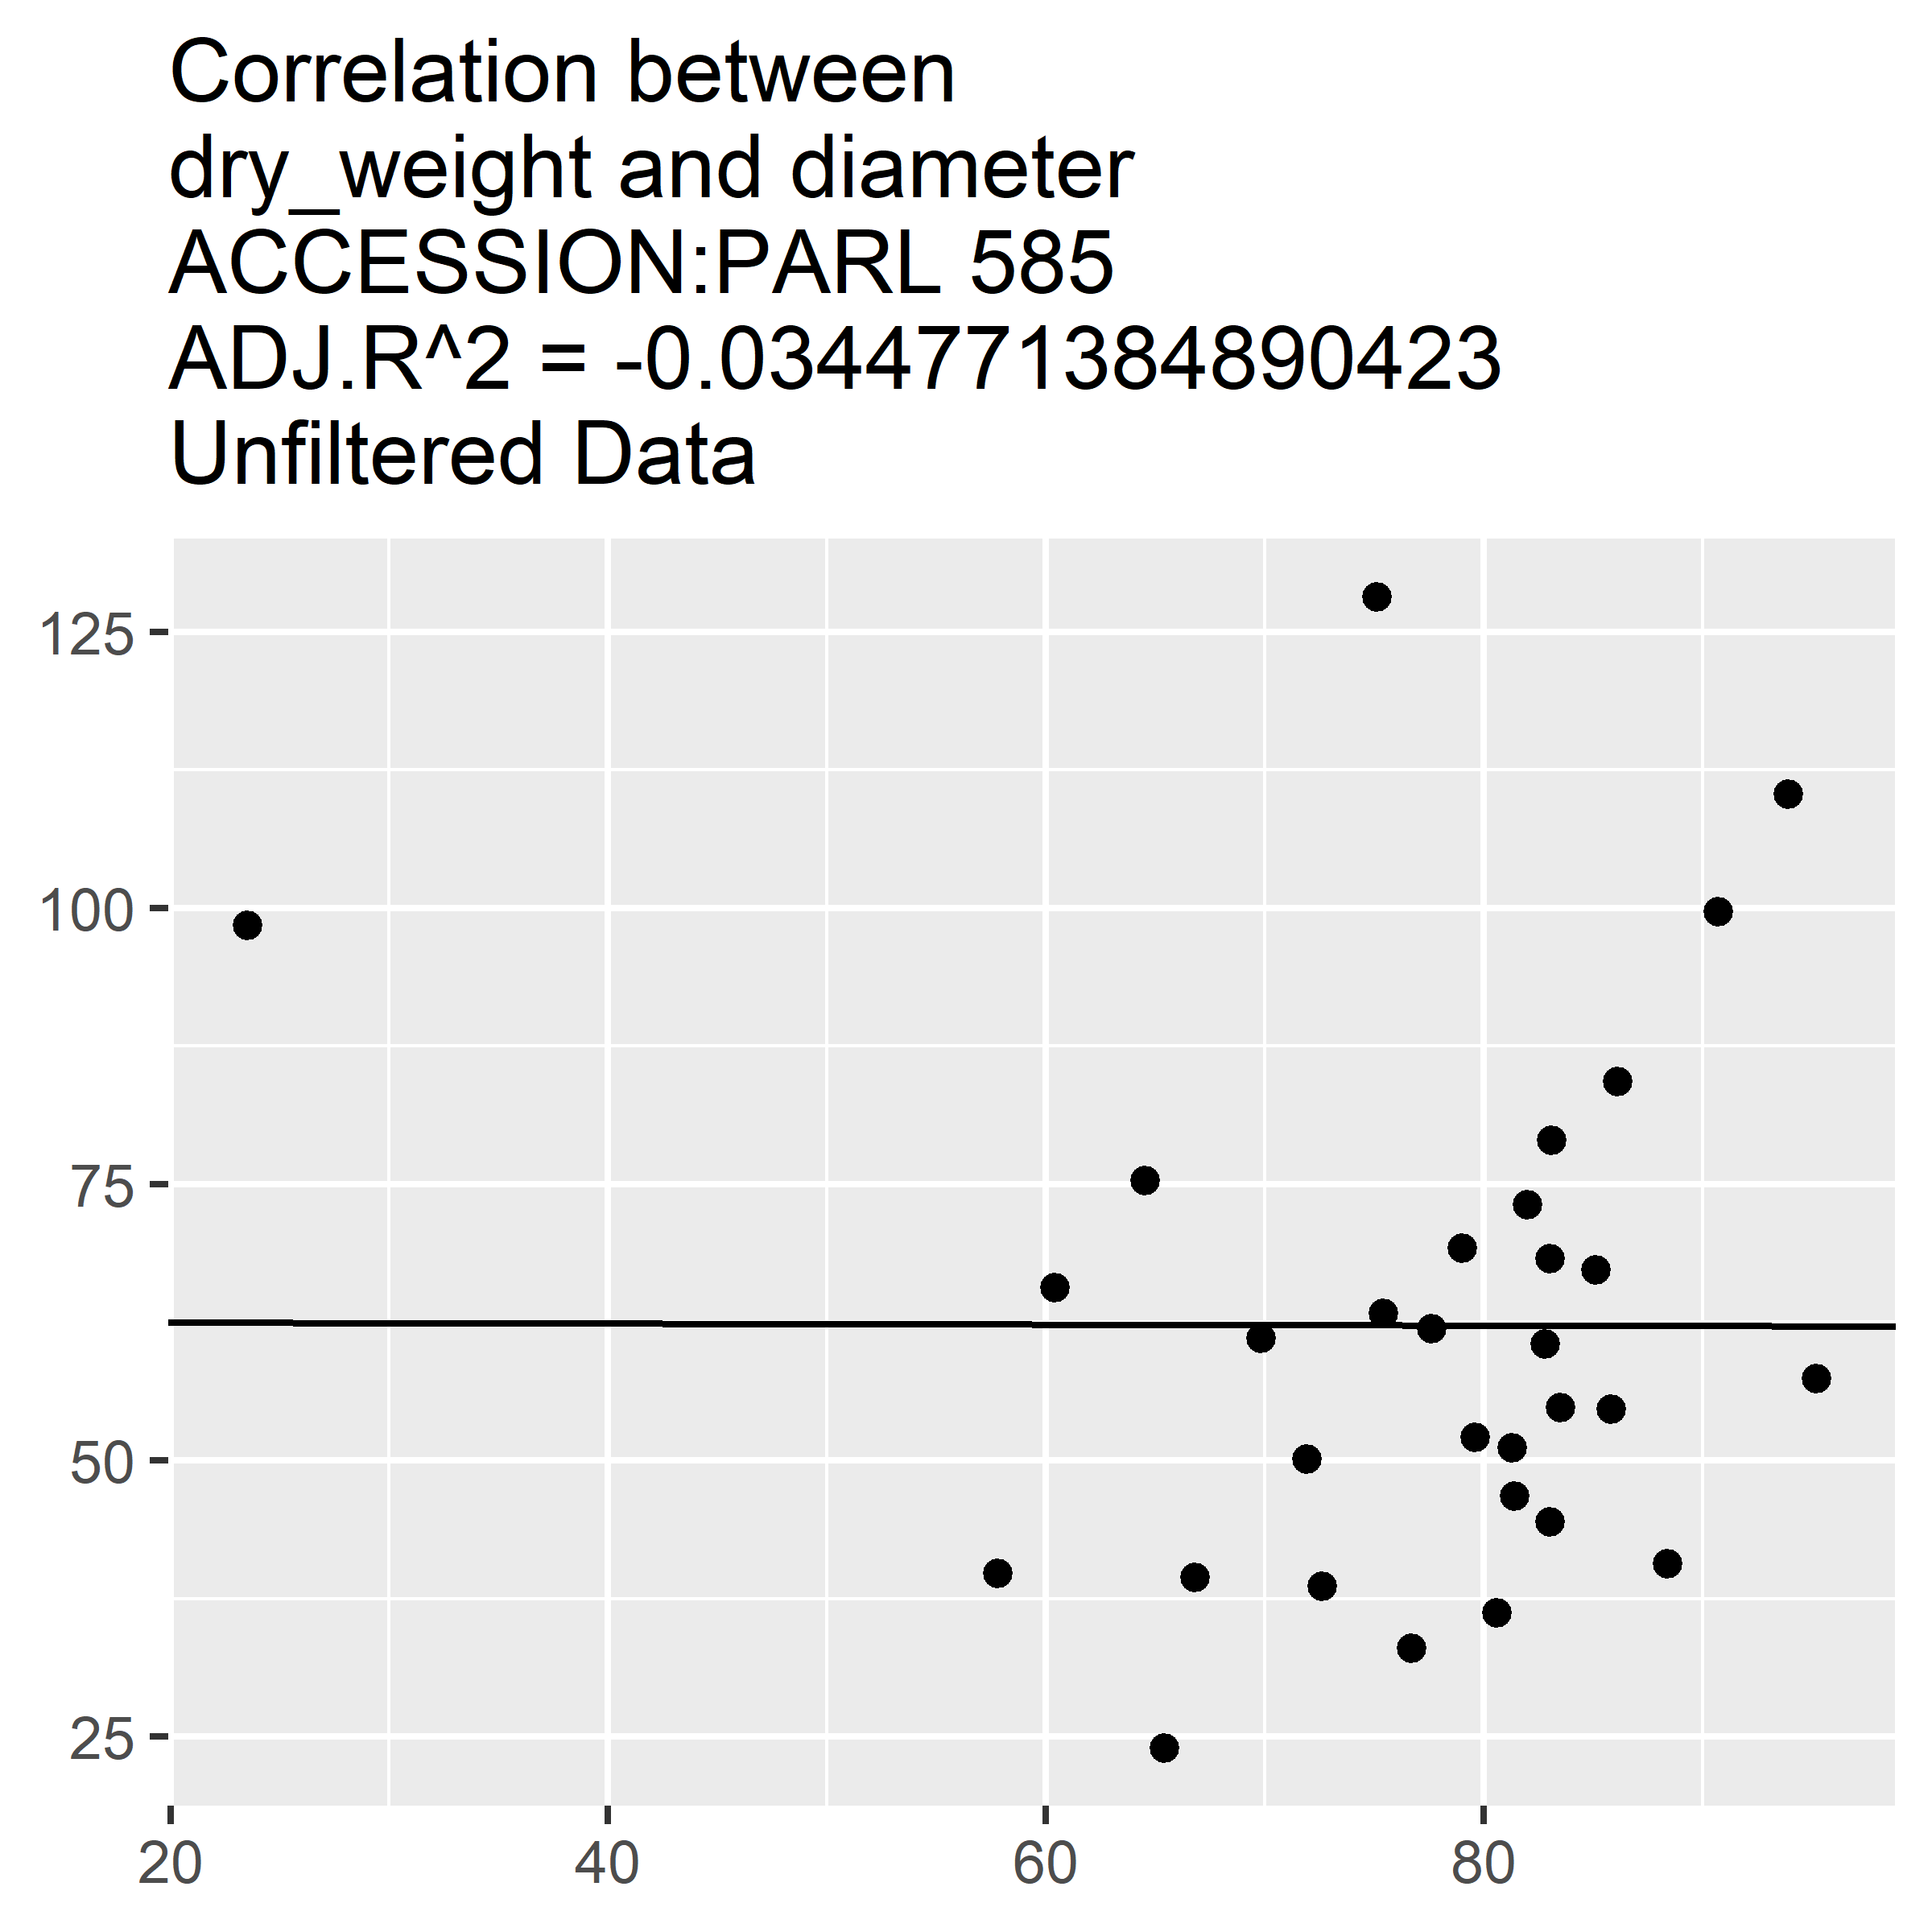 Correlation between
dry_weight and diameter
ACCESSION:PARL 585
ADJ.R^2 = -0.0344771384890423
Unfiltered Data
125
100
75
50
25
20 40 60 80